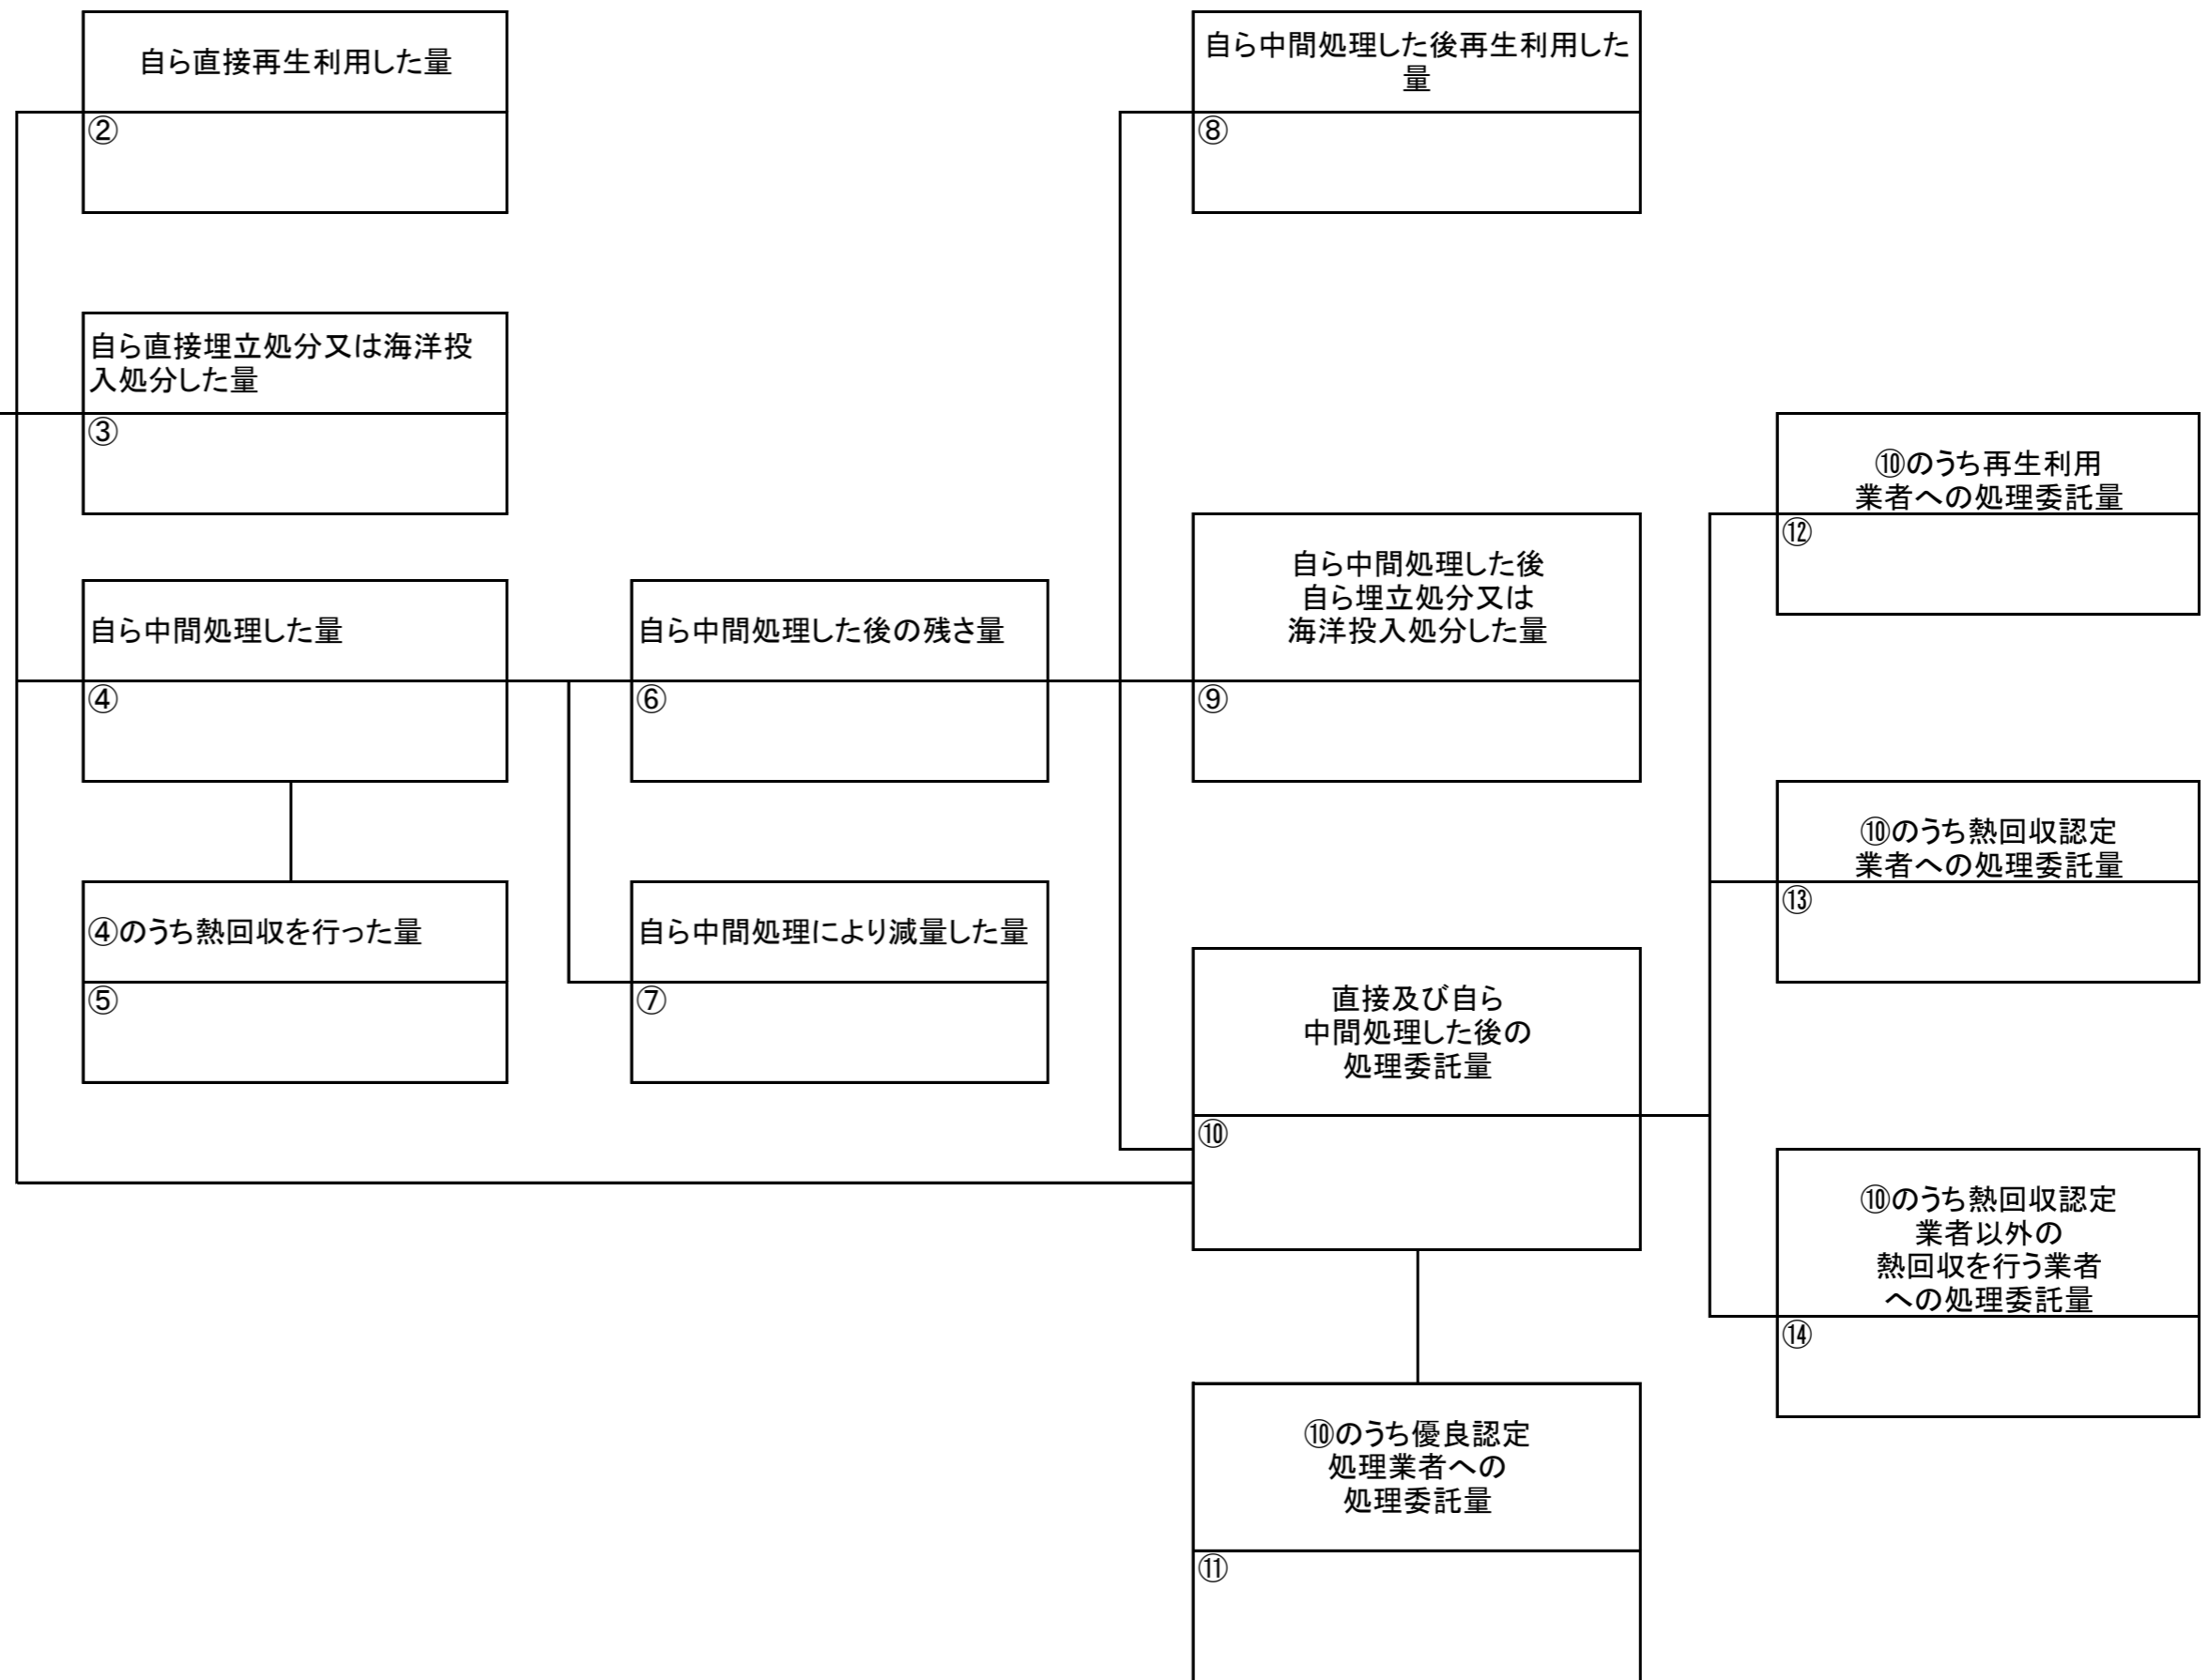 自ら直接再生利用した量
②
自ら直接埋立処分又は海洋投
入処分した量
③
自ら中間処理した量
④
④のうち熱回収を行った量
⑤
自ら中間処理した後の残さ量
⑥
自ら中間処理により減量した量
⑦
自ら中間処理した後再生利用した
量
⑧
自ら中間処理した後
自ら埋立処分又は
海洋投入処分した量
⑨
直接及び自ら
中間処理した後の
処理委託量
⑩
⑩のうち優良認定
処理業者への
処理委託量
⑪
⑩のうち再生利用
業者への処理委託量
⑫
⑩のうち熱回収認定
業者への処理委託量
⑬
⑩のうち熱回収認定
業者以外の
熱回収を行う業者
への処理委託量
⑭